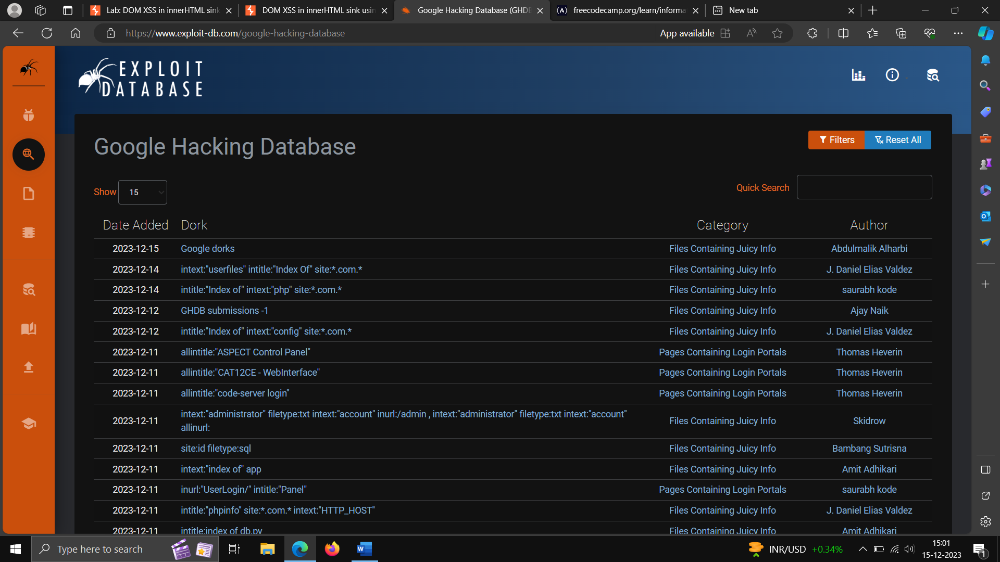 Lab: DOM XSS in innerHTML sink
DOM XSS in innerHTML sink usin
Google Hacking Database (GHDB
freecodecamp.org/learn/informa
New tab
https://www.exploit-db.com/google-hacking-database
App available
EXPLOIT
DATABASE
Google Hacking Database
Filters
Reset All
Show 15
Quick Search
Date Added Dork Category Author
2023-12-15 Google dorks Files Containing Juicy Info Abdulmalik Alharbi
2023-12-14 intext:"userfiles" intitle:"Index Of" site:*.com.* Files Containing Juicy Info J. Daniel Elias Valdez
2023-12-14 intitle:"Index of" intext:"php" site:*.com.* Files Containing Juicy Info saurabh kode
2023-12-12 GHDB submissions -1 Files Containing Juicy Info Ajay Naik
2023-12-12 intitle:"Index of" intext:"config" site:*.com.* Files Containing Juicy Info J. Daniel Elias Valdez
2023-12-11 allintitle:"ASPECT Control Panel" Pages Containing Login Portals Thomas Heverin
2023-12-11 allintitle:"CAT12CE - WebInterface" Pages Containing Login Portals Thomas Heverin
2023-12-11 allintitle:"code-server login" Pages Containing Login Portals Thomas Heverin
2023-12-11 intext:"administrator" filetype:txt intext:"account" inurl:/admin , intext:"administrator" filetype:txt intext:"account"
allinurl: Files Containing Juicy Info Skidrow
2023-12-11 site:id filetype:sql Files Containing Juicy Info Bambang Sutrisna
2023-12-11 intext:"index of" app Files Containing Juicy Info Amit Adhikari
2023-12-11 inurl:"UserLogin/" intitle:"Panel" Pages Containing Login Portals saurabh kode
2023-12-11 intitle:"phpinfo" site:*.com.* intext:"HTTP_HOST" Files Containing Juicy Info J. Daniel Elias Valdez
2023-12-11 intitle:index of db.py Files Containing Juicy Info Amit Adhikari
Type here to search
INR/USD +0.34%
15:01
15-12-2023
1